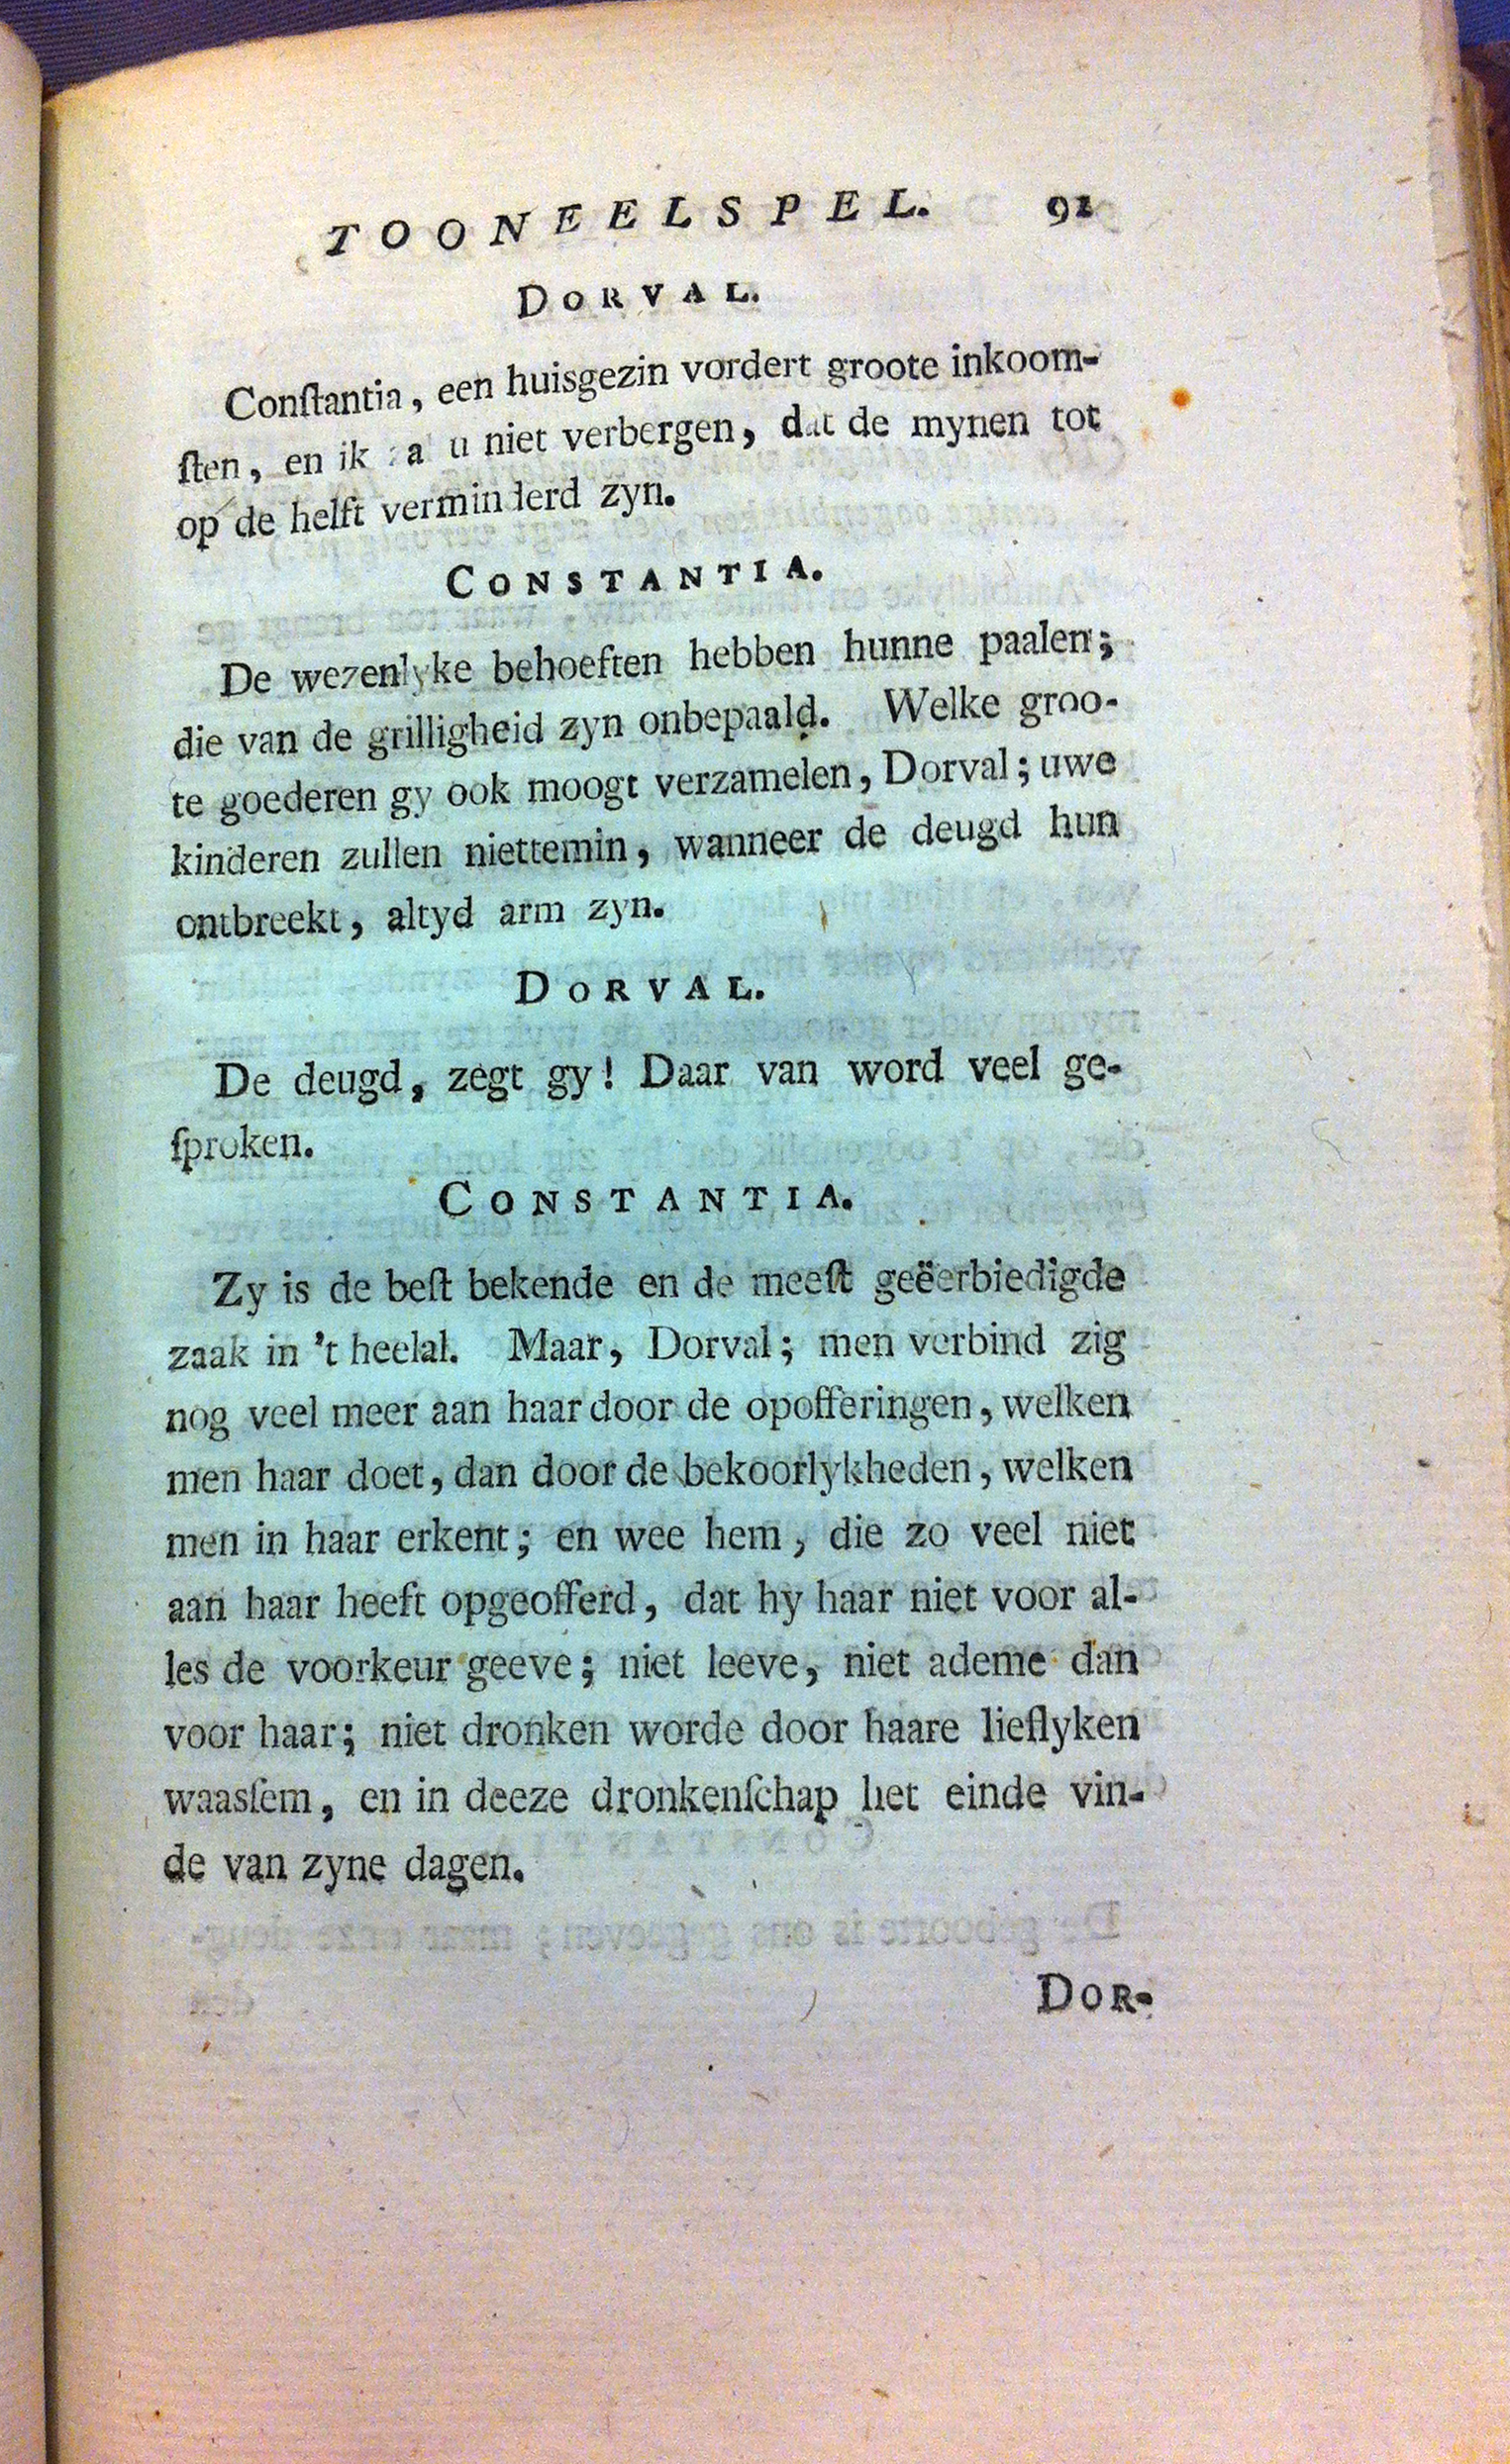 TOONEELSPEL. 91
DORVAL.
Conſtantia, een huisgezin vordert groote inkoom-
ſten, en ik u niet verbergen, dat de mynen tot
op de helft verminderd zyn.
CONSTANTIA.
De wezenlyke behoeften hebben hunne paalen;
die van de grilligheid zyn onbepaald. Welke groo-
te goederen gy ook moogt verzamelen, Dorval; uwe
kinderen zullen niettemin, wanneer de deugd hun
ontbreekt, altyd arm zyn.
DORVAL.
De deugd, zegt gy! Daar van word veel ge-
ſproken.
CONSTANTIA.
Zy is de beſt bekende en de meeſt geëerbiedigde
zaak in 't heelal. Maar, Dorval; men verbind zig
nog veel meer aan haar door de opofferingen, welken
men haar doet, dan door de bekoorlykheden, welken
men in haar erkent; en wee hem, die zo veel niet
aan haar heeft opgeofferd, dat hy haar niet voor al-
les de voorkeur geeve; niet leeve, niet ademe dan
voor haar; niet dronken worde door haare lieflyken
waasſem, en in deeze dronkenſchap het einde vin-
de van zyne dagen.
DOR-